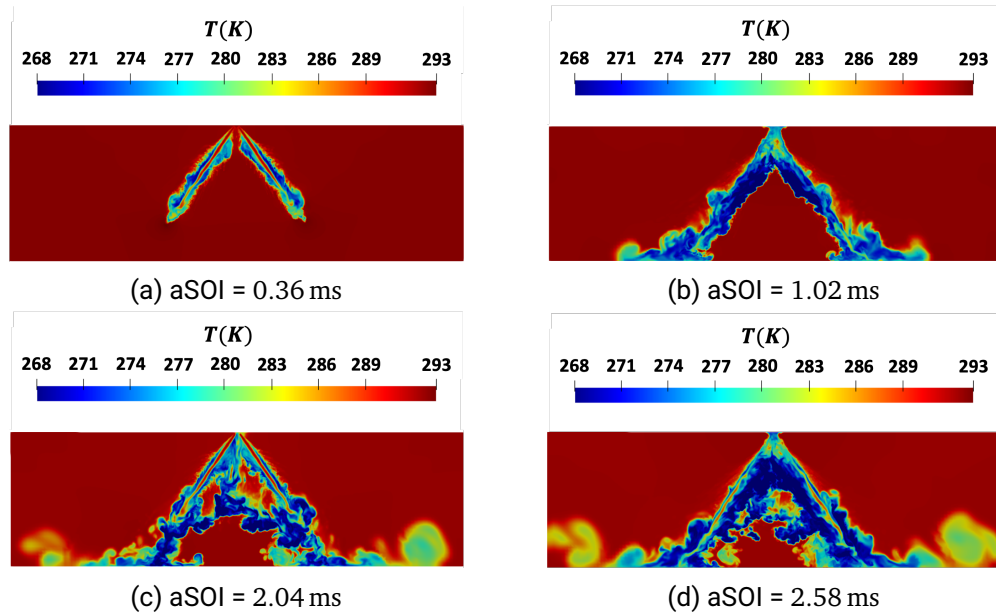 T(K)
268 271 274 277 280 283 286 289 293
T(K)
268 271 274 277 280 283 286 289 293
(a) aSOI = 0.36 ms
(b) aSOI = 1.02 ms
T(K)
268 271 274 277 280 283 286 289 293
T(K)
268 271 274 277 280 283 286 289 293
(c) aSOI = 2.04 ms
(d) aSOI = 2.58 ms